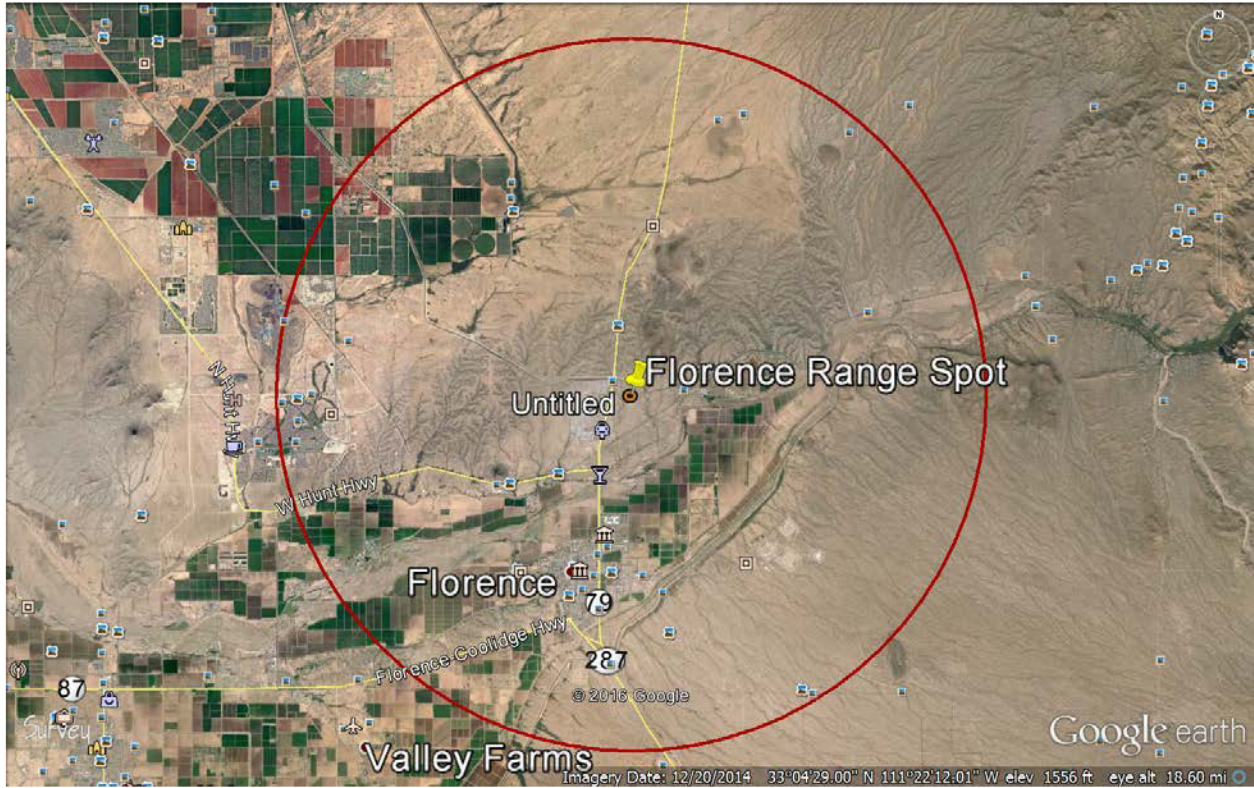 N
Florence Range Spot
Untitled
N Hunt Hwy
W Hunt Hwy
Florence
79
Florence Coolidge Hwy
287
87
© 2016 Google
Survey
Valley Farms
Google earth
Imagery Date: 12/20/2014 33°04'29.00" N 111°22'12.01" W elev 1556 ft eye alt 18.60 mi